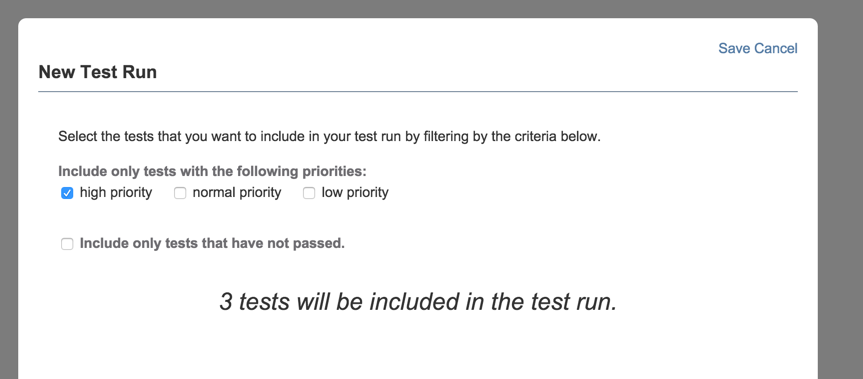 Save Cancel
New Test Run
Select the tests that you want to include in your test run by filtering by the criteria below.
Include only tests with the following priorities:
high priority normal priority low priority
Include only tests that have not passed.
3 tests will be included in the test run.